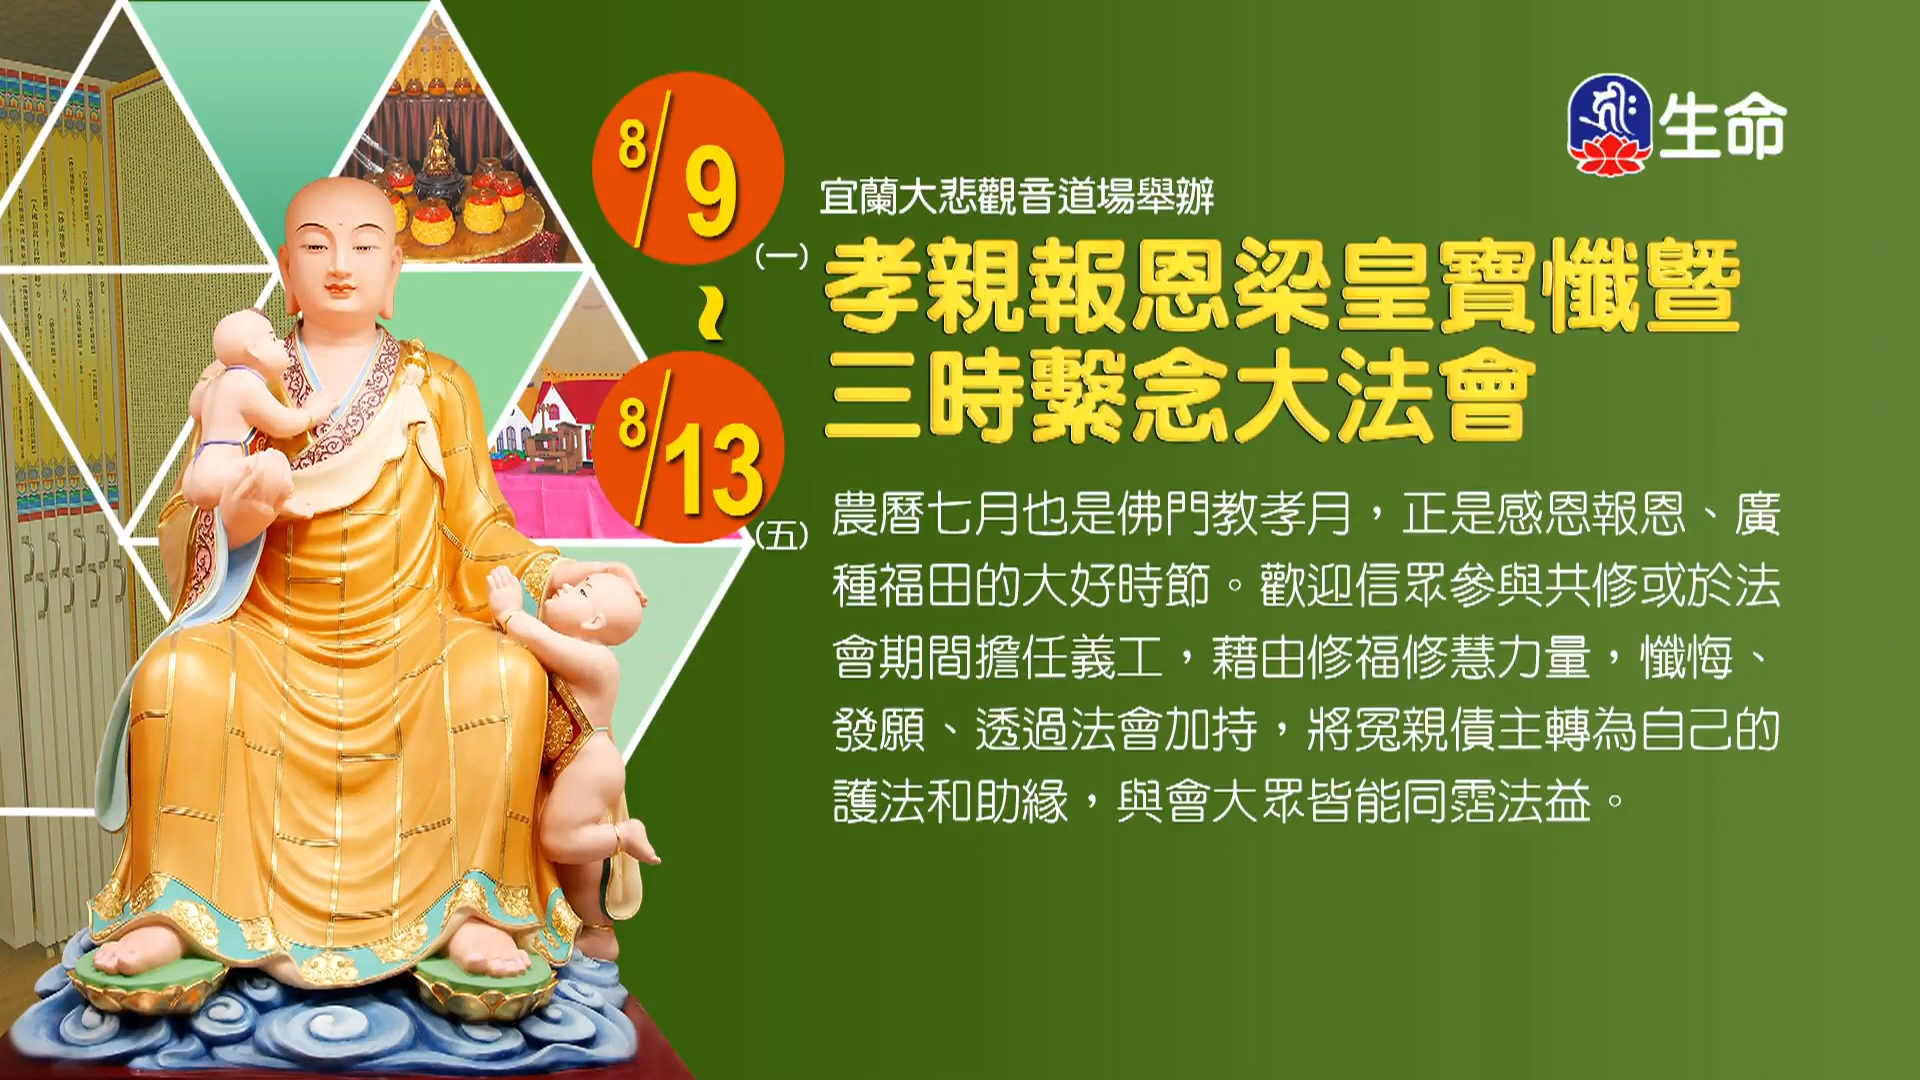 生命
8/9
(一)
~
8/13
(五)
宜蘭大悲觀音道場舉辦
孝親報恩梁皇寶懺暨
三時繫念大法會
農曆七月也是佛門教孝月，正是感恩報恩、廣
種福田的大好時節。歡迎信眾參與共修或於法
會期間擔任義工，藉由修福修慧力量，懺悔、
發願、透過法會加持，將冤親債主轉為自己的
護法和助緣，與會大眾皆能同霑法益。